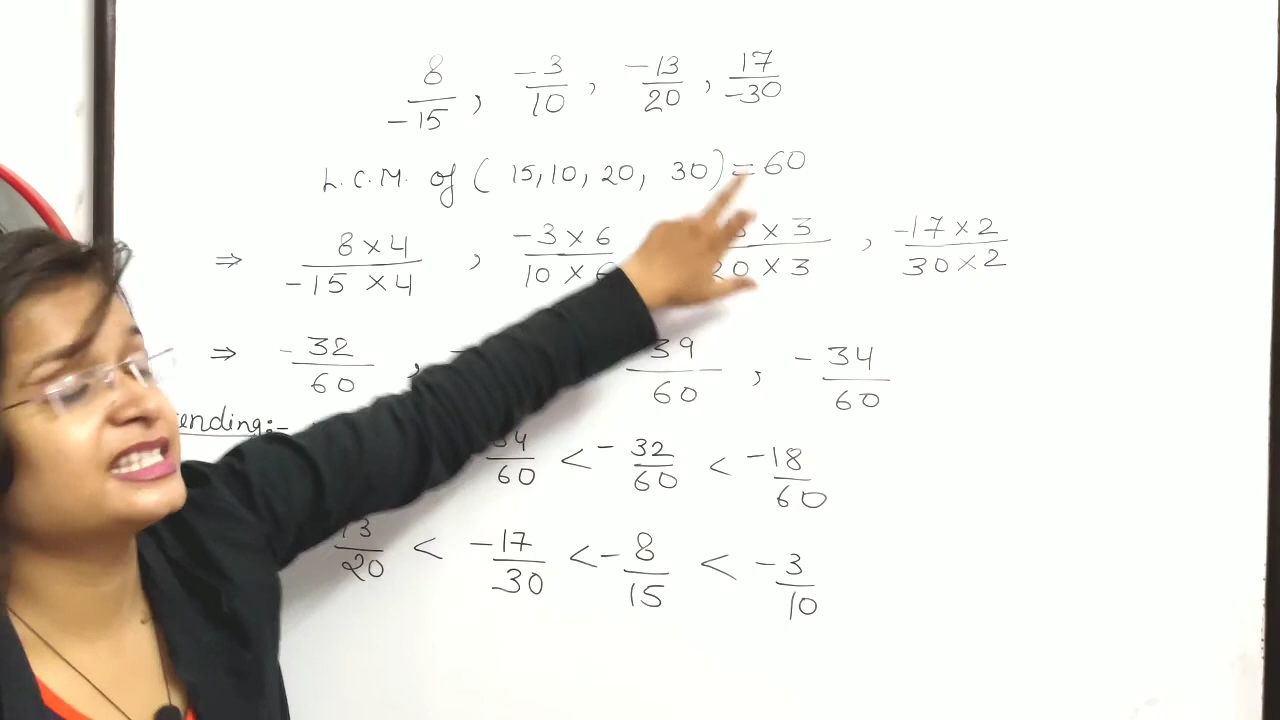 8/-15, -3/10, -13/20, 17/-30
L.C.M. of (15,10,20, 30) = 60
⇒ 8×4/-15×4, -3×6/10×6 3×3/20×3, -17×2/30×2
⇒ -32/60, - 39/60, -34/60
ending:-
34/60 < -32/60 < -18/60
13/20 < -17/30 < -8/15 < -3/10